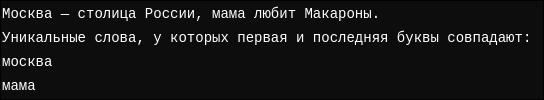 Москва — столица России, мама любит Макароны.
Уникальные слова, у которых первая и последняя буквы совпадают:
москва
мама